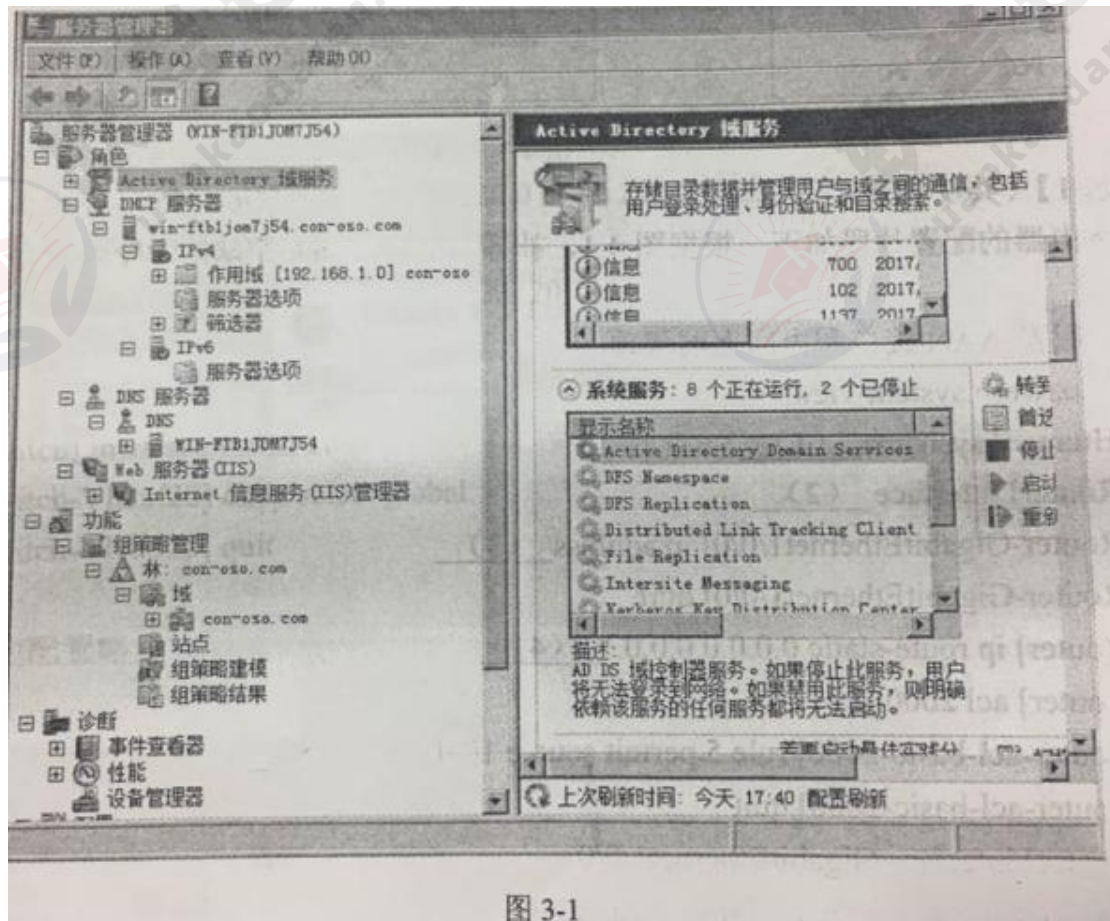 服务器管理器
文件(F) 操作(A) 查看(V) 帮助(H)
服务器管理器 (WIN-FTB1JOM7J54)
角色
Active Directory 域服务
DHCP 服务器
win-ftb1jom7j54.con-oso.com
IPv4
作用域 [192.168.1.0] con-oso
服务器选项
筛选器
IPv6
服务器选项
DNS 服务器
DNS
WIN-FTB1JOM7J54
Web 服务器(IIS)
Internet 信息服务(IIS)管理器
功能
组策略管理
林: con-oso.com
域
con-oso.com
站点
组策略建模
组策略结果
诊断
事件查看器
性能
设备管理器
Active Directory 域服务
存储目录数据并管理用户与域之间的通信,包括
用户登录处理、身份验证和目录搜索。
信息 700 2017,
信息 102 2017,
信息 1137 2017
系统服务: 8 个正在运行, 2 个已停止
显示名称
Active Directory Domain Services
DFS Namespace
DFS Replication
Distributed Link Tracking Client
File Replication
Intersite Messaging
Kerberos Key Distribution Center
转到
首选
停止
启动
重新
描述:
AD DS 域控制器服务。如果停止此服务,用户
将无法登录到网络。如果禁用此服务,则明确
依赖该服务的任何服务都将无法启动。
上次刷新时间: 今天 17:40 配置刷新
图 3-1